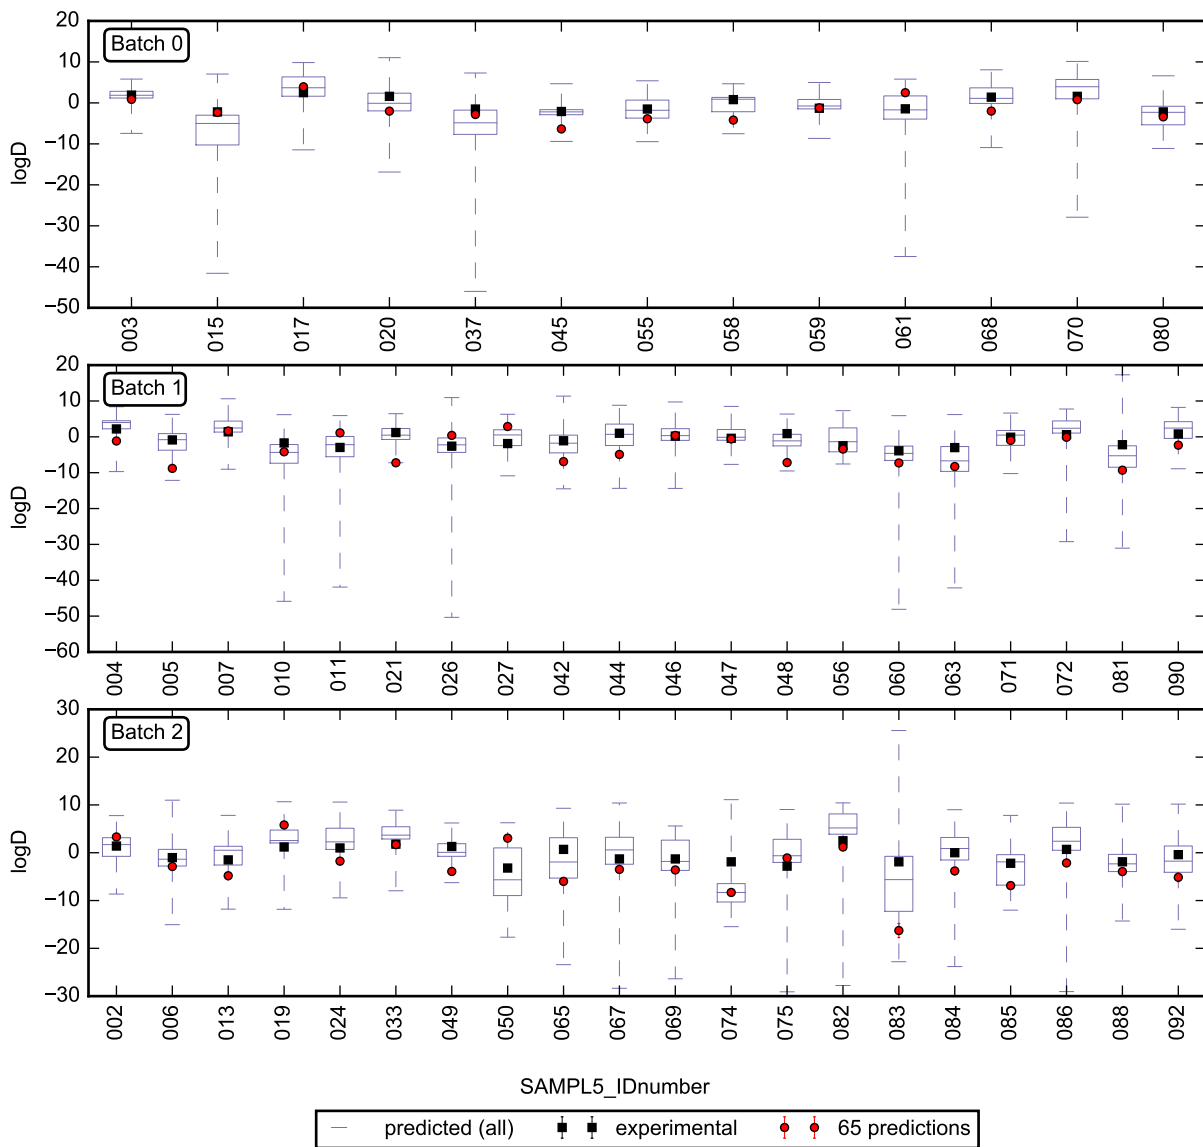 Batch 0
logD
20
10
0
−10
−20
−30
−40
−50
003 015 017 020 037 045 055 058 059 061 068 070 080
Batch 1
logD
20
10
0
−10
−20
−30
−40
−50
−60
004 005 007 010 011 021 026 027 042 044 046 047 048 056 060 063 071 072 081 090
Batch 2
logD
30
20
10
0
−10
−20
−30
002 006 013 019 024 033 049 050 065 067 069 074 075 082 083 084 085 086 088 092
SAMPL5_IDnumber
predicted (all) experimental 65 predictions